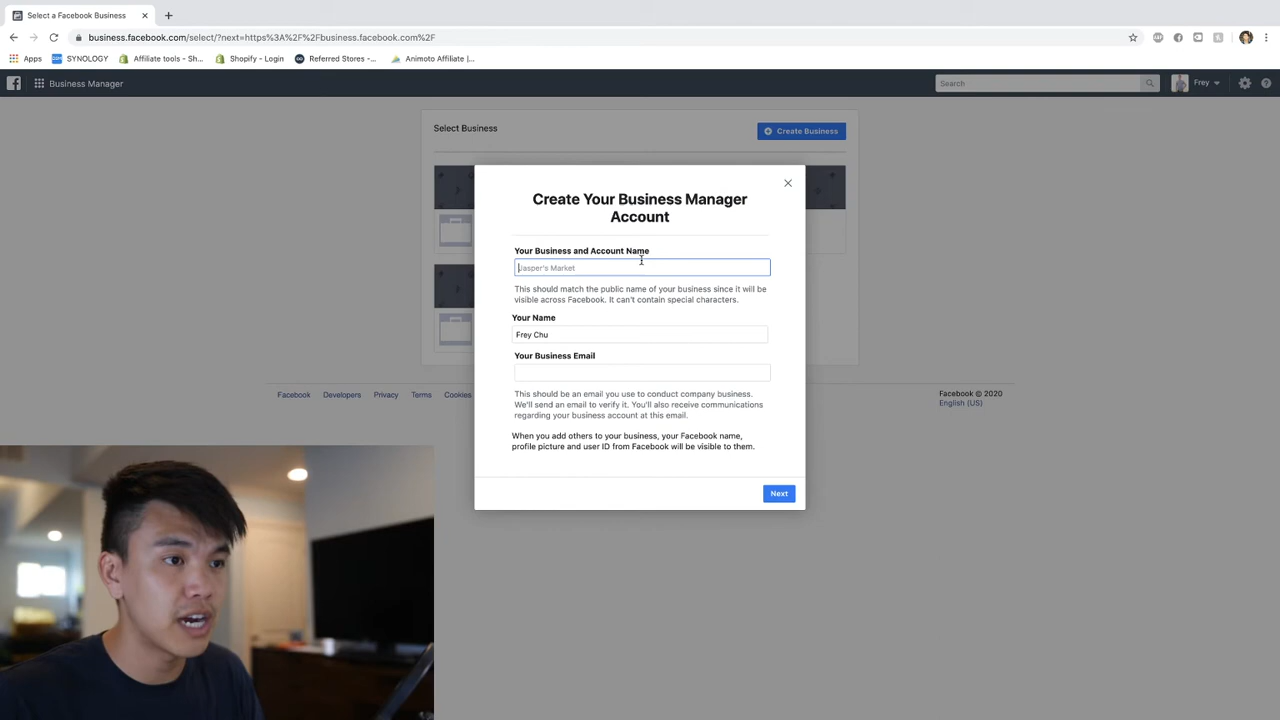 Select a Facebook Business
business.facebook.com/select/?next=https%3A%2F%2Fbusiness.facebook.com%2F
Apps SYNOLOGY Affiliate tools - Sh... Shopify - Login Referred Stores -... Animoto Affiliate |...
Business Manager Search Frey
Select Business Create Business
Create Your Business Manager
Account
Your Business and Account Name
Jasper's Market
This should match the public name of your business since it will be
visible across Facebook. It can't contain special characters.
Your Name
Frey Chu
Your Business Email
This should be an email you use to conduct company business.
We'll send an email to verify it. You'll also receive communications
regarding your business account at this email.
When you add others to your business, your Facebook name,
profile picture and user ID from Facebook will be visible to them.
Next
Facebook Developers Privacy Terms Cookies
Facebook © 2020
English (US)